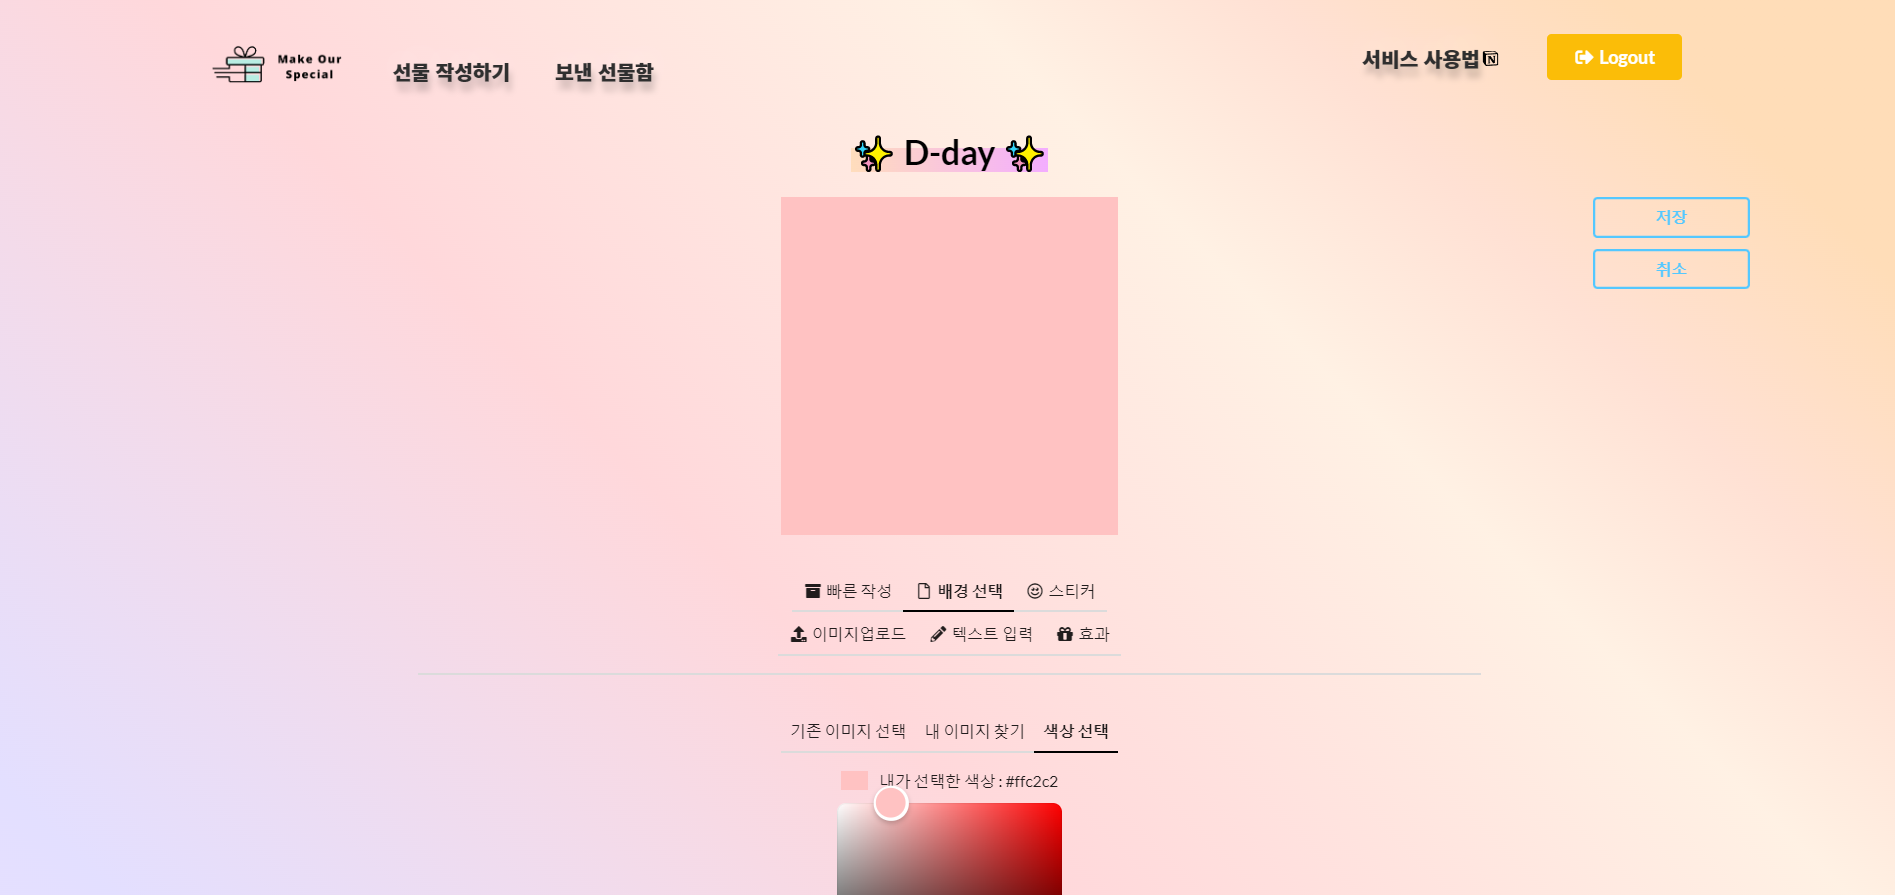 Make Our
Special
선물 작성하기
보낸 선물함
서비스 사용법
Logout
✨ D-day ✨
저장
취소
빠른 작성
배경 선택
스티커
이미지업로드
텍스트 입력
효과
기존 이미지 선택
내 이미지 찾기
색상 선택
내가 선택한 색상 : #ffc2c2